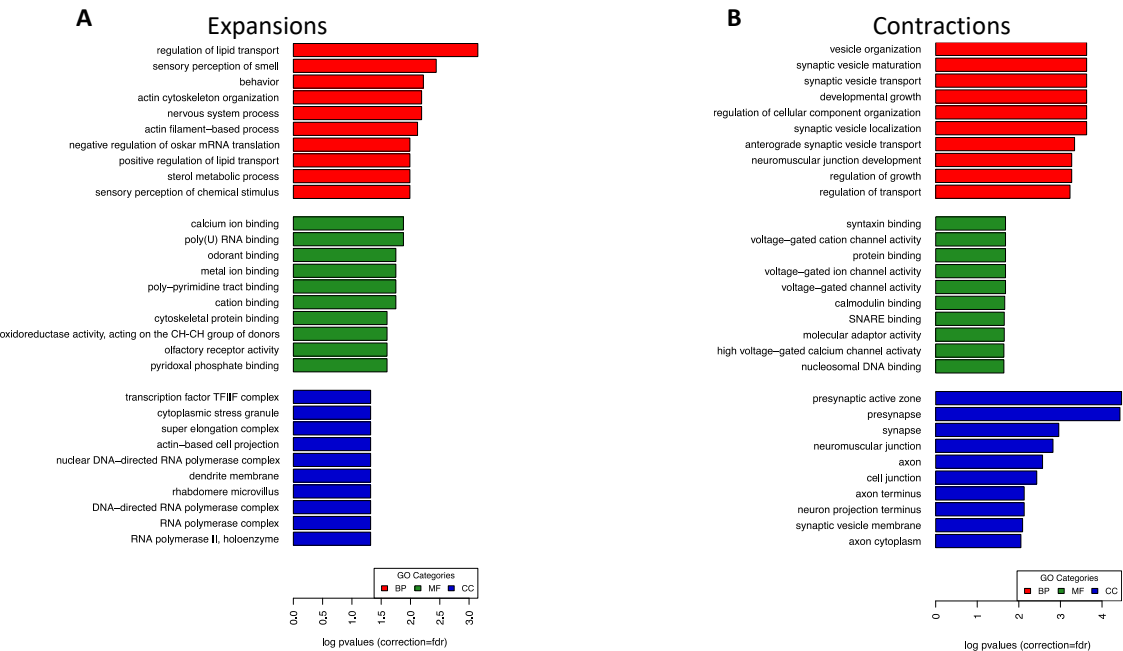 A
Expansions
regulation of lipid transport
sensory perception of smell
behavior
actin cytoskeleton organization
nervous system process
actin filament−based process
negative regulation of oskar mRNA translation
positive regulation of lipid transport
sterol metabolic process
sensory perception of chemical stimulus
calcium ion binding
poly(U) RNA binding
odorant binding
metal ion binding
poly−pyrimidine tract binding
cation binding
cytoskeletal protein binding
oxidoreductase activity, acting on the CH-CH group of donors
olfactory receptor activity
pyridoxal phosphate binding
transcription factor TFIIF complex
cytoplasmic stress granule
super elongation complex
actin−based cell projection
nuclear DNA−directed RNA polymerase complex
dendrite membrane
rhabdomere microvillus
DNA−directed RNA polymerase complex
RNA polymerase complex
RNA polymerase II, holoenzyme
GO Categories
BP MF CC
0.0 0.5 1.0 1.5 2.0 2.5 3.0
log pvalues (correction=fdr)
B
Contractions
vesicle organization
synaptic vesicle maturation
synaptic vesicle transport
developmental growth
regulation of cellular component organization
synaptic vesicle localization
anterograde synaptic vesicle transport
neuromuscular junction development
regulation of growth
regulation of transport
syntaxin binding
voltage−gated cation channel activity
protein binding
voltage−gated ion channel activity
voltage−gated channel activity
calmodulin binding
SNARE binding
molecular adaptor activity
high voltage−gated calcium channel activaty
nucleosomal DNA binding
presynaptic active zone
presynapse
synapse
neuromuscular junction
axon
cell junction
axon terminus
neuron projection terminus
synaptic vesicle membrane
axon cytoplasm
GO Categories
BP MF CC
0 1 2 3 4
log pvalues (correction=fdr)